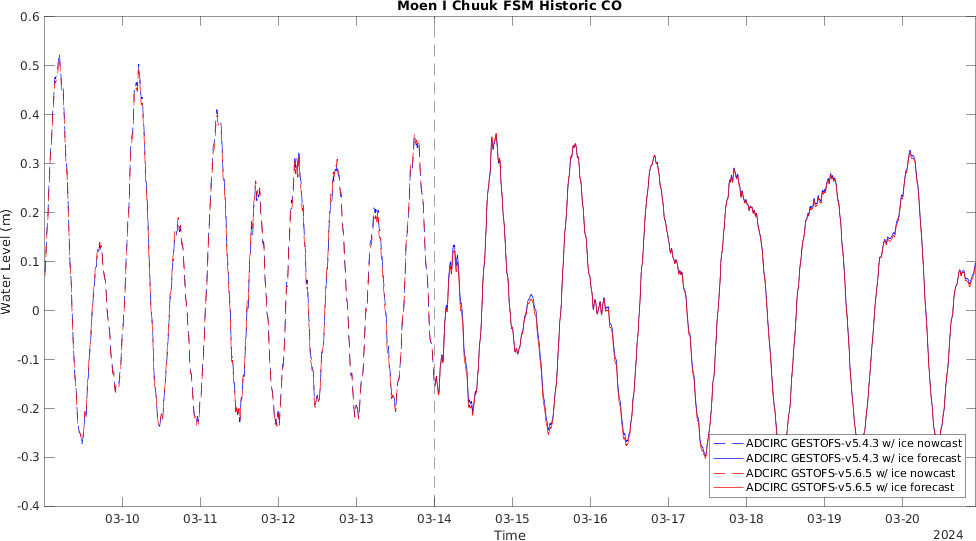 Moen I Chuuk FSM Historic CO
0.6
0.5
0.4
0.3
0.2
0.1
0
-0.1
-0.2
-0.3
-0.4
Water Level (m)
ADCIRC GESTOFS-v5.4.3 w/ ice nowcast
ADCIRC GESTOFS-v5.4.3 w/ ice forecast
ADCIRC GSTOFS-v5.6.5 w/ ice nowcast
ADCIRC GSTOFS-v5.6.5 w/ ice forecast
03-10 03-11 03-12 03-13 03-14 03-15 03-16 03-17 03-18 03-19 03-20
Time
2024